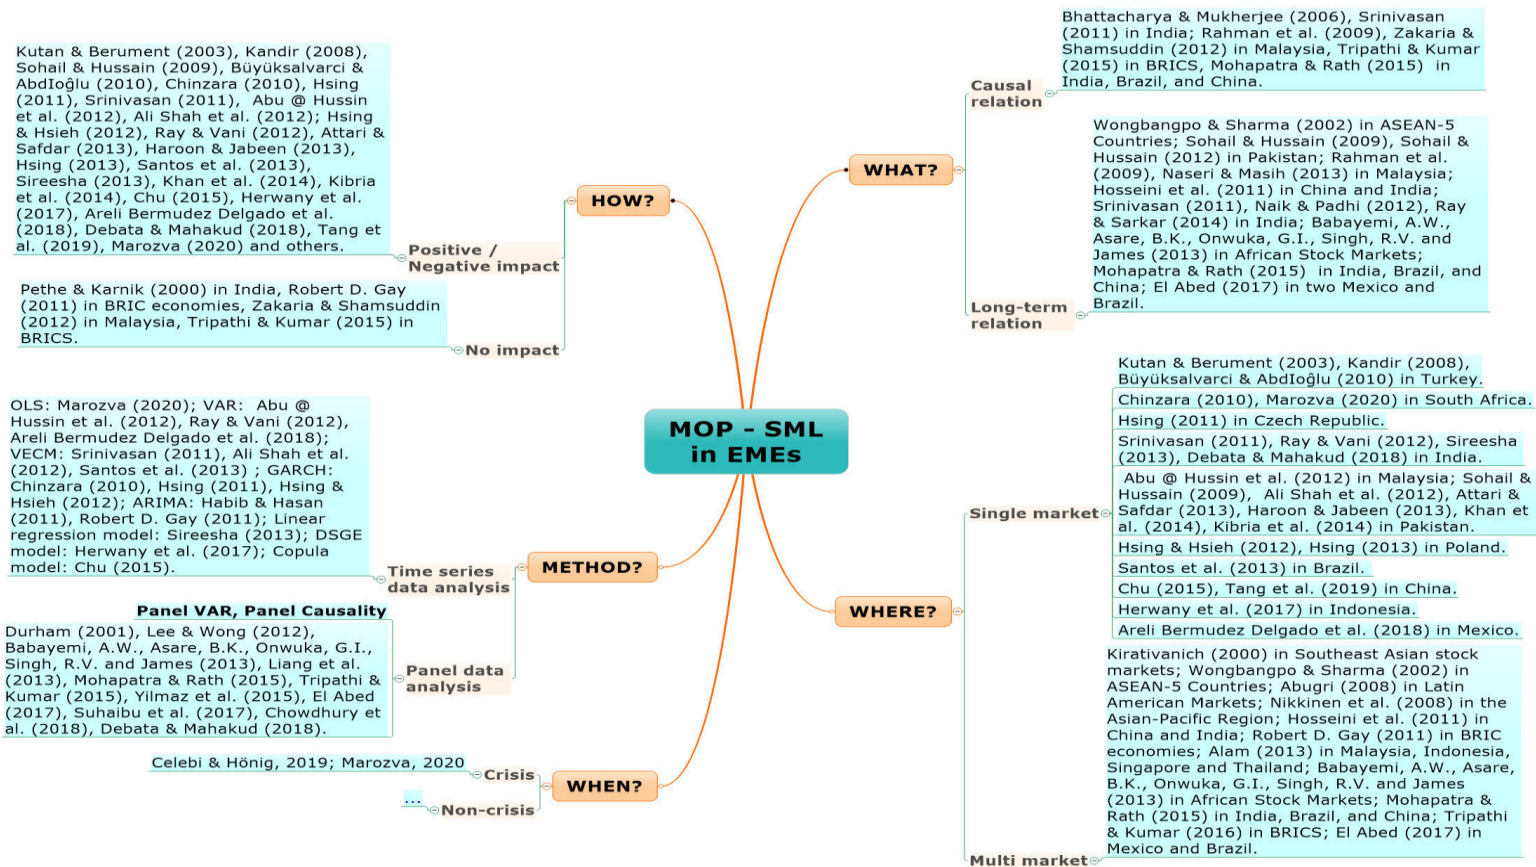 MOP – SML
in EMEs
WHAT?
Causal
relation
Bhattacharya & Mukherjee (2006), Srinivasan
(2011) in India; Rahman et al. (2009), Zakaria &
Shamsuddin (2012) in Malaysia, Tripathi & Kumar
(2015) in BRICS, Mohapatra & Rath (2015)  in
India, Brazil, and China.
Long-term
relation
Wongbangpo & Sharma (2002) in ASEAN-5
Countries; Sohail & Hussain (2009), Sohail &
Hussain (2012) in Pakistan; Rahman et al.
(2009), Naseri & Masih (2013) in Malaysia;
Hosseini et al. (2011) in China and India;
Srinivasan (2011), Naik & Padhi (2012), Ray
& Sarkar (2014) in India; Babayemi, A.W.,
Asare, B.K., Onwuka, G.I., Singh, R.V. and
James (2013) in African Stock Markets;
Mohapatra & Rath (2015)  in India, Brazil, and
China; El Abed (2017) in two Mexico and
Brazil.
WHERE?
Single market
Kutan & Berument (2003), Kandir (2008),
Büyüksalvarci & AbdIoğlu (2010) in Turkey.
Chinzara (2010), Marozva (2020) in South Africa.
Hsing (2011) in Czech Republic.
Srinivasan (2011), Ray & Vani (2012), Sireesha
(2013), Debata & Mahakud (2018) in India.
Abu @ Hussin et al. (2012) in Malaysia; Sohail &
Hussain (2009),  Ali Shah et al. (2012), Attari &
Safdar (2013), Haroon & Jabeen (2013), Khan et
al. (2014), Kibria et al. (2014) in Pakistan.
Hsing & Hsieh (2012), Hsing (2013) in Poland.
Santos et al. (2013) in Brazil.
Chu (2015), Tang et al. (2019) in China.
Herwany et al. (2017) in Indonesia.
Areli Bermudez Delgado et al. (2018) in Mexico.
Multi market
Kirativanich (2000) in Southeast Asian stock
markets; Wongbangpo & Sharma (2002) in
ASEAN-5 Countries; Abugri (2008) in Latin
American Markets; Nikkinen et al. (2008) in the
Asian-Pacific Region; Hosseini et al. (2011) in
China and India; Robert D. Gay (2011) in BRIC
economies; Alam (2013) in Malaysia, Indonesia,
Singapore and Thailand; Babayemi, A.W., Asare,
B.K., Onwuka, G.I., Singh, R.V. and James
(2013) in African Stock Markets; Mohapatra &
Rath (2015) in India, Brazil, and China; Tripathi
& Kumar (2016) in BRICS; El Abed (2017) in
Mexico and Brazil.
HOW?
Positive /
Negative impact
Kutan & Berument (2003), Kandir (2008),
Sohail & Hussain (2009), Büyüksalvarci &
AbdIoğlu (2010), Chinzara (2010), Hsing
(2011), Srinivasan (2011),  Abu @ Hussin
et al. (2012), Ali Shah et al. (2012); Hsing
& Hsieh (2012), Ray & Vani (2012), Attari &
Safdar (2013), Haroon & Jabeen (2013),
Hsing (2013), Santos et al. (2013),
Sireesha (2013), Khan et al. (2014), Kibria
et al. (2014), Chu (2015), Herwany et al.
(2017), Areli Bermudez Delgado et al.
(2018), Debata & Mahakud (2018), Tang et
al. (2019), Marozva (2020) and others.
No impact
Pethe & Karnik (2000) in India, Robert D. Gay
(2011) in BRIC economies, Zakaria & Shamsuddin
(2012) in Malaysia, Tripathi & Kumar (2015) in
BRICS.
METHOD?
Time series
data analysis
OLS: Marozva (2020); VAR:  Abu @
Hussin et al. (2012), Ray & Vani (2012),
Areli Bermudez Delgado et al. (2018);
VECM: Srinivasan (2011), Ali Shah et al.
(2012), Santos et al. (2013) ; GARCH:
Chinzara (2010), Hsing (2011), Hsing &
Hsieh (2012); ARIMA: Habib & Hasan
(2011), Robert D. Gay (2011); Linear
regression model: Sireesha (2013); DSGE
model: Herwany et al. (2017); Copula
model: Chu (2015).
Panel data
analysis
Panel VAR, Panel Causality
Durham (2001), Lee & Wong (2012),
Babayemi, A.W., Asare, B.K., Onwuka, G.I.,
Singh, R.V. and James (2013), Liang et al.
(2013), Mohapatra & Rath (2015), Tripathi &
Kumar (2015), Yilmaz et al. (2015), El Abed
(2017), Suhaibu et al. (2017), Chowdhury et
al. (2018), Debata & Mahakud (2018).
WHEN?
Crisis
Celebi & Hönig, 2019; Marozva, 2020
Non-crisis
...